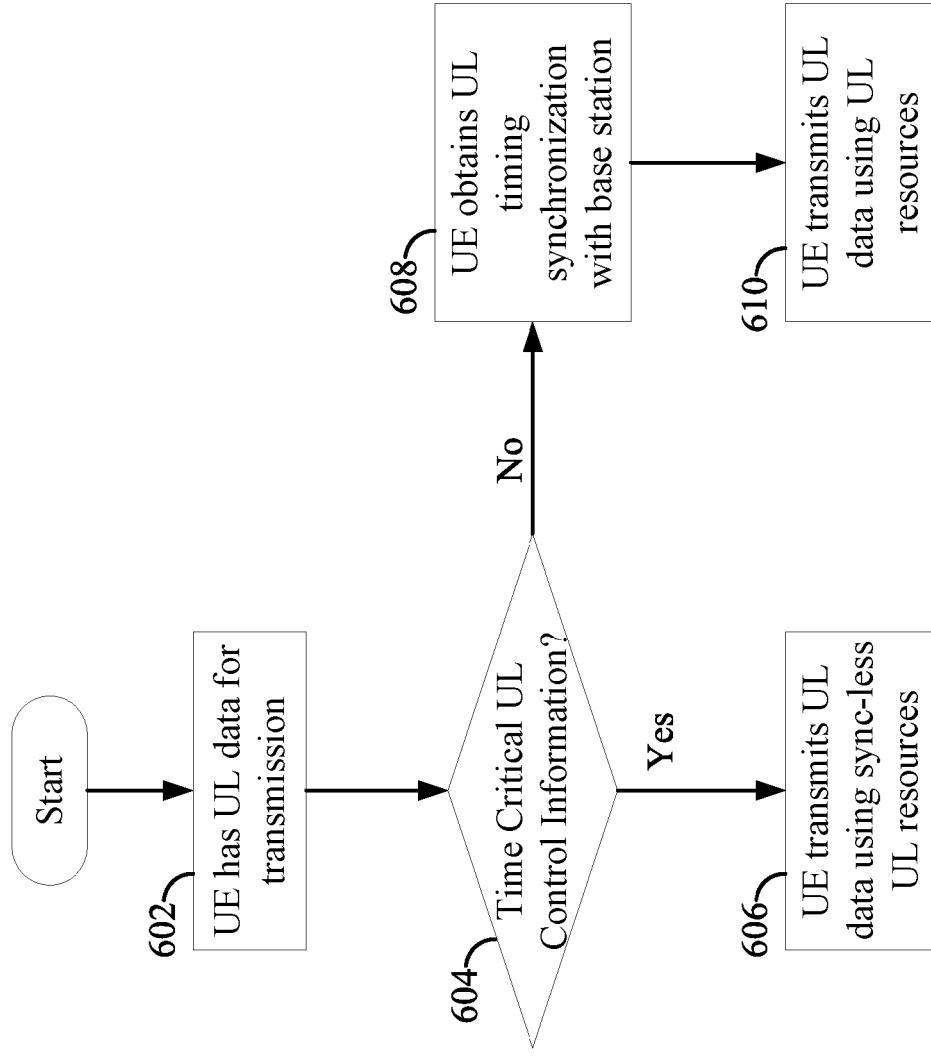 Start
602
UE has UL data for
transmission
604
Time Critical UL
Control Information?
Yes
No
606
UE transmits UL
data using sync-less
UL resources
608
UE obtains UL
timing
synchronization
with base station
610
UE transmits UL
data using UL
resources